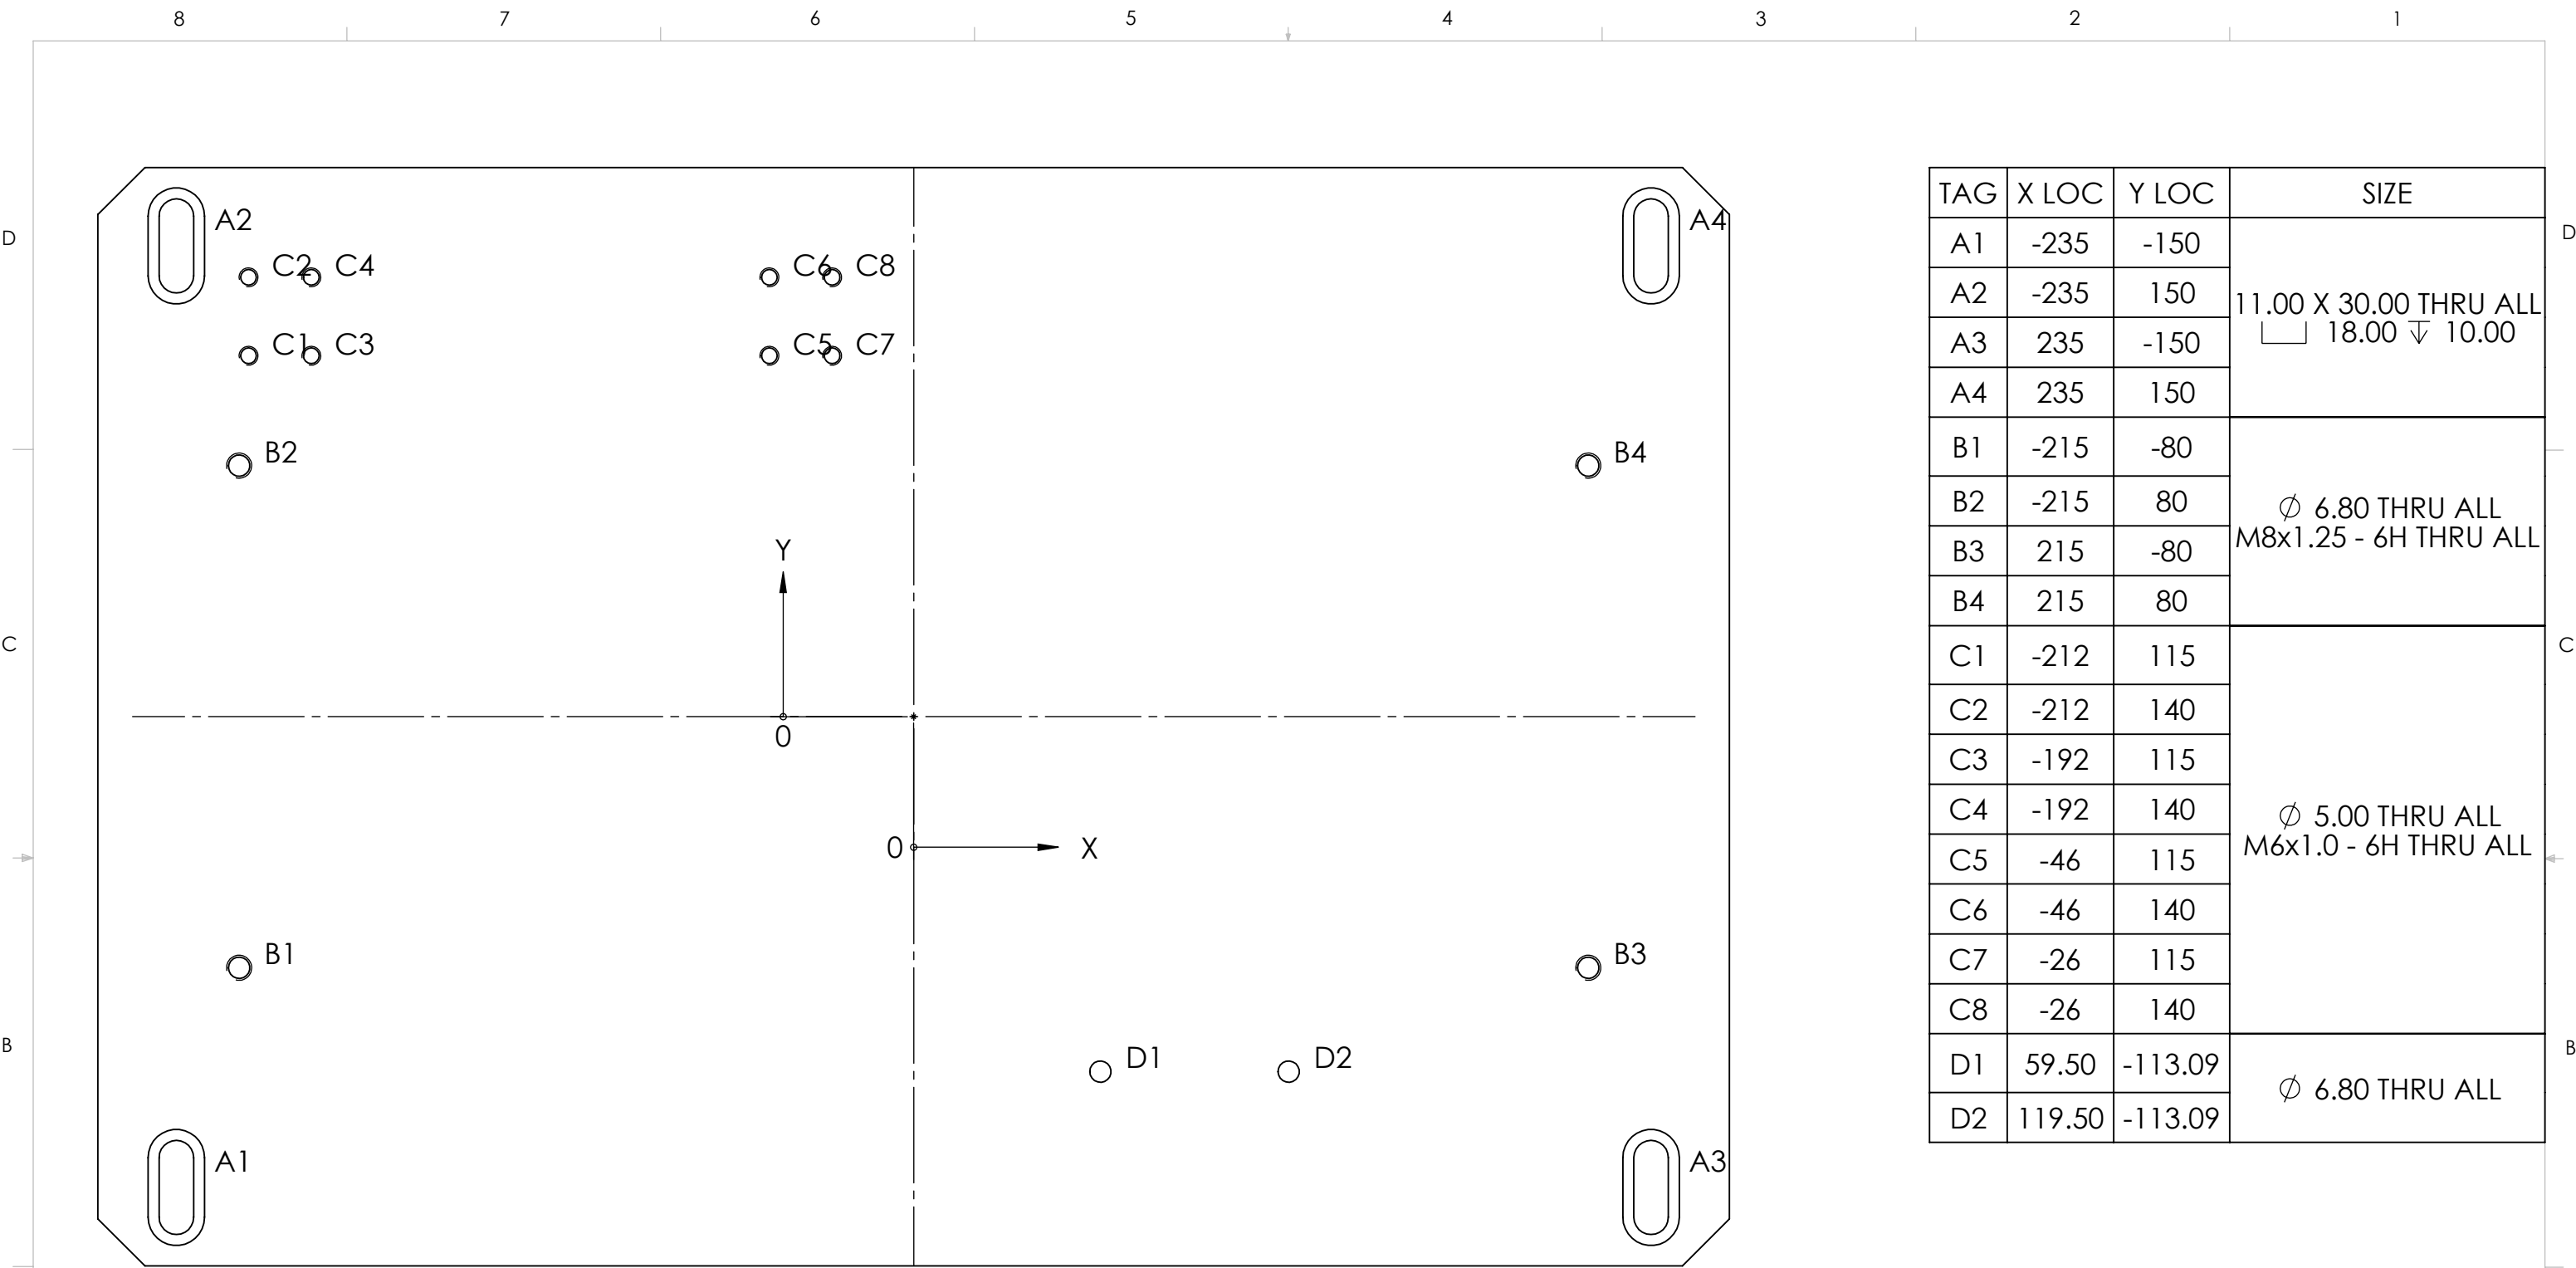 8 7 6 5 4 3 2 1
D D
A2 A4
C2 C4 C6 C8
C1 C3 C5 C7
B2 B4
Y
C C
0
0 X
B1 B3
B B
D1 D2
A1 A3
TAG X LOC Y LOC SIZE
A1 -235 -150
A2 -235 150
A3 235 -150
A4 235 150
11.00 X 30.00 THRU ALL
⌴ 18.00 ↧ 10.00
B1 -215 -80
B2 -215 80
B3 215 -80
B4 215 80
∅ 6.80 THRU ALL
M8x1.25 - 6H THRU ALL
C1 -212 115
C2 -212 140
C3 -192 115
C4 -192 140
C5 -46 115
C6 -46 140
C7 -26 115
C8 -26 140
∅ 5.00 THRU ALL
M6x1.0 - 6H THRU ALL
D1 59.50 -113.09
D2 119.50 -113.09
∅ 6.80 THRU ALL